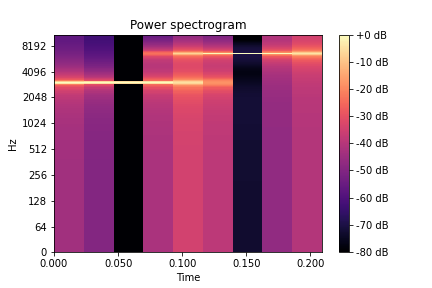 Power spectrogram
8192
4096
2048
1024
512
256
128
64
0
Hz
0.000 0.050 0.100 0.150 0.200
Time
+0 dB
-10 dB
-20 dB
-30 dB
-40 dB
-50 dB
-60 dB
-70 dB
-80 dB